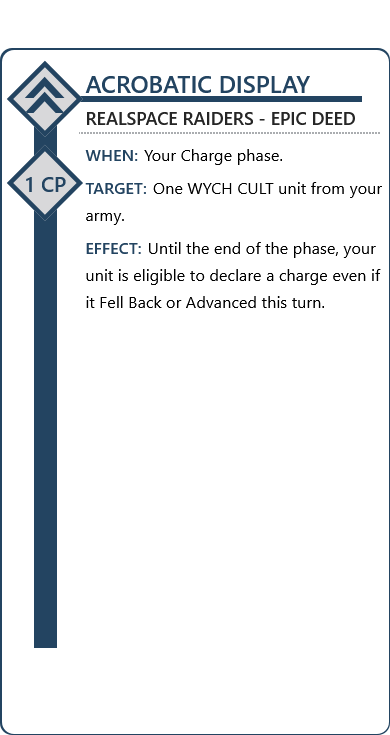 ACROBATIC DISPLAY
REALSPACE RAIDERS - EPIC DEED
WHEN: Your Charge phase.
1 CP
TARGET: One WYCH CULT unit from your
army.
EFFECT: Until the end of the phase, your
unit is eligible to declare a charge even if
it Fell Back or Advanced this turn.